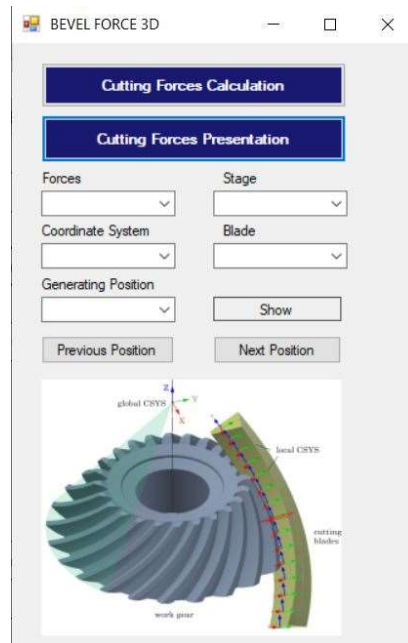 BEVEL FORCE 3D
Cutting Forces Calculation
Cutting Forces Presentation
Forces Stage
Coordinate System Blade
Generating Position
Show
Previous Position Next Position
Z
global CSYS Y
X
local CSYS
cutting
blades
work gear